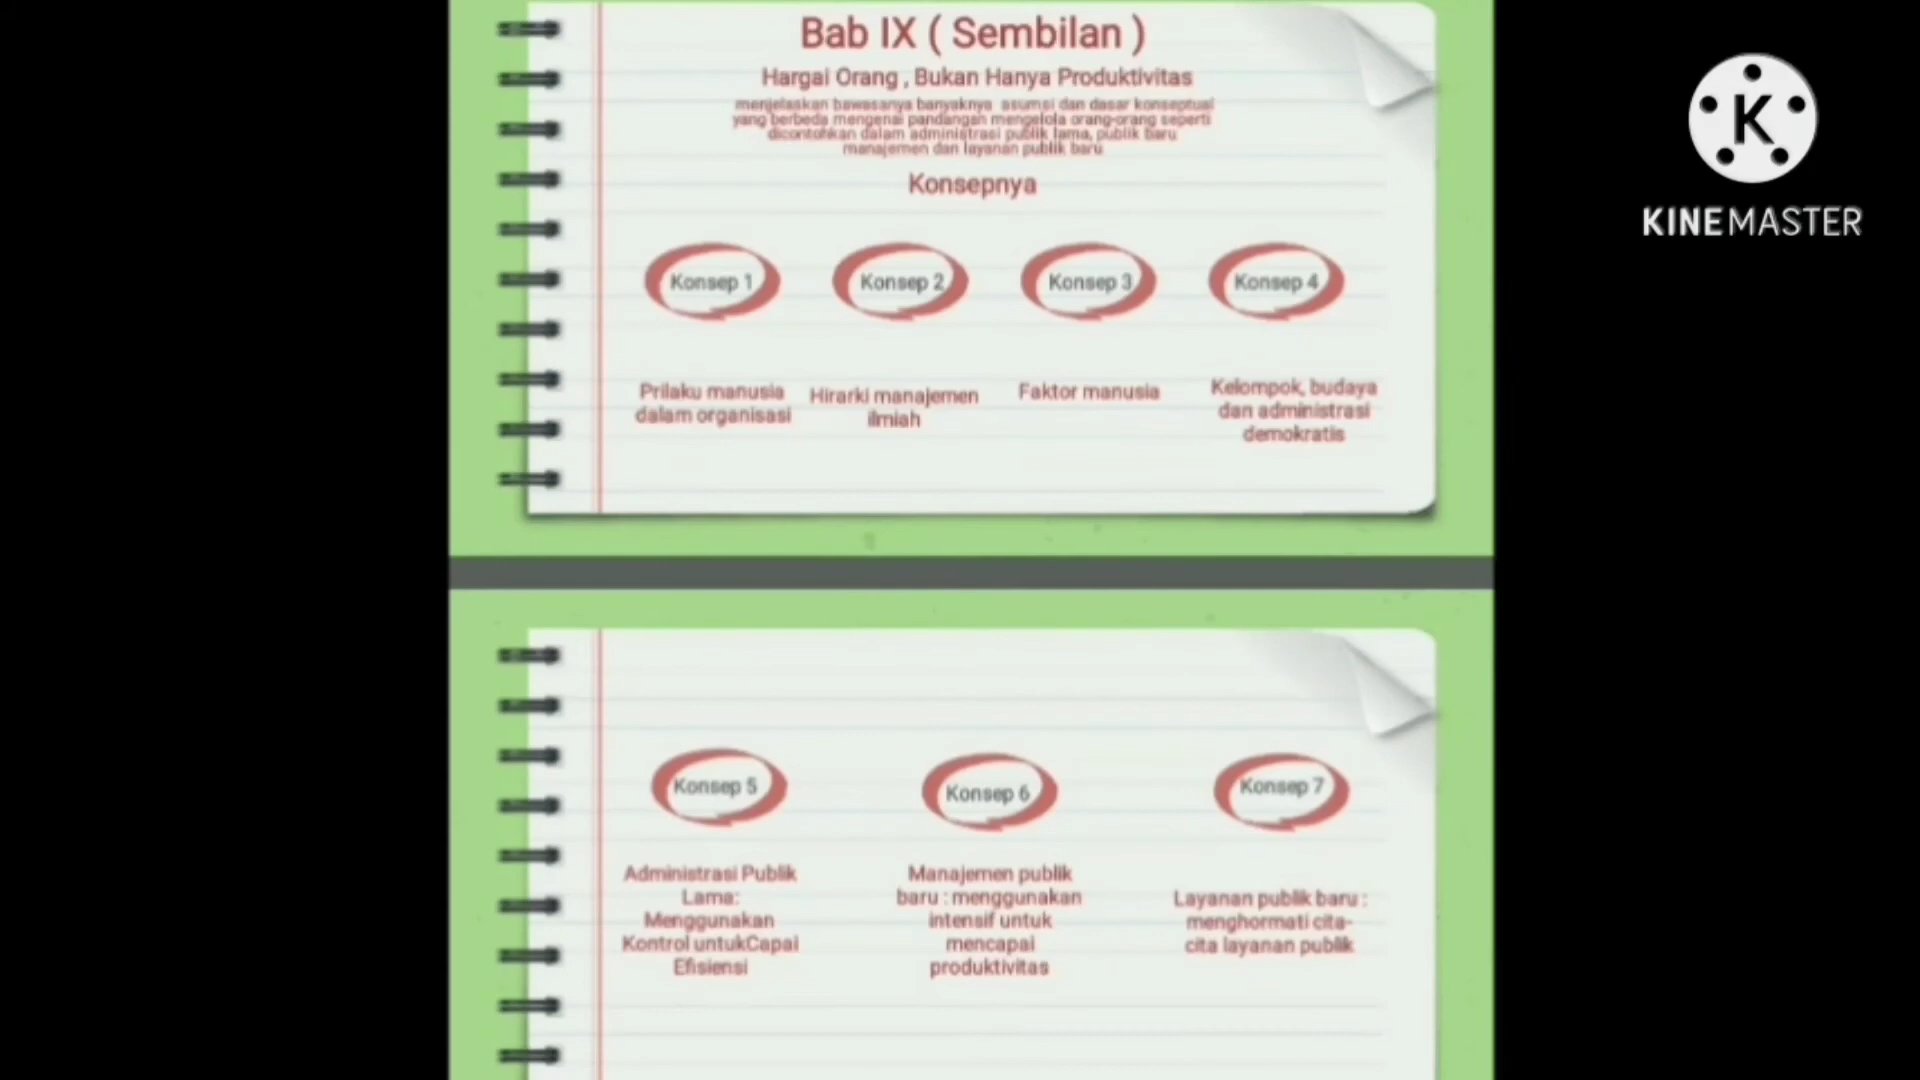 Bab IX ( Sembilan )
Hargai Orang , Bukan Hanya Produktivitas
menjelaskan bawasanya banyaknya asumsi dan dasar konseptual
yang berbeda mengenai pandangan mengelola orang-orang seperti
dicontohkan dalam administrasi publik lama, publik baru
manajemen dan layanan publik baru
Konsepnya
Konsep 1
Konsep 2
Konsep 3
Konsep 4
Prilaku manusia
dalam organisasi
Hirarki manajemen
ilmiah
Faktor manusia
Kelompok, budaya
dan administrasi
demokratis
Konsep 5
Konsep 6
Konsep 7
Administrasi Publik
Lama:
Menggunakan
Kontrol untukCapai
Efisiensi
Manajemen publik
baru : menggunakan
intensif untuk
mencapai
produktivitas
Layanan publik baru :
menghormati cita-
cita layanan publik
K
KINEMASTER